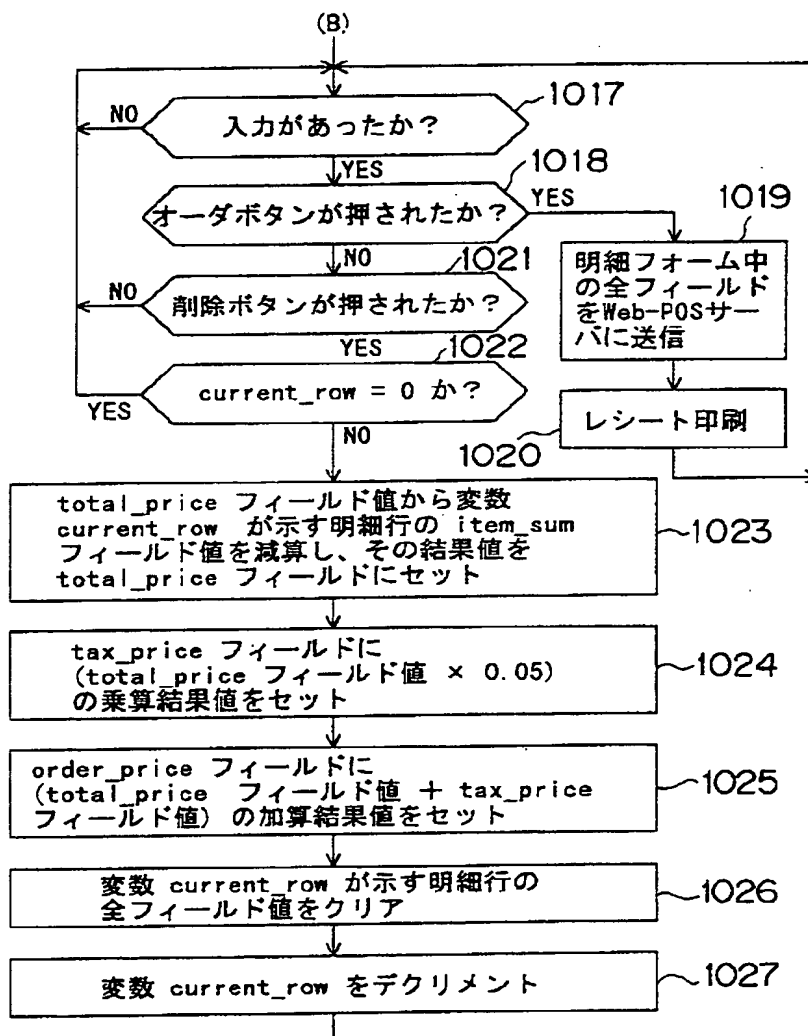 (B)
1017
NO
入力があったか？
YES
1018
オーダボタンが押されたか？
YES
1019
明細フォーム中
の全フィールド
をWeb-POSサー
バに送信
NO
1021
NO
削除ボタンが押されたか？
YES
1022
current_row = 0 か？
YES
NO
レシート印刷
1020
total_price フィールド値から変数
current_row が示す明細行の item_sum
フィールド値を減算し、その結果値を
total_price フィールドにセット
1023
tax_price フィールドに
(total_price フィールド値 × 0.05)
の乗算結果値をセット
1024
order_price フィールドに
(total_price フィールド値 + tax_price
フィールド値) の加算結果値をセット
1025
変数 current_row が示す明細行の
全フィールド値をクリア
1026
変数 current_row をデクリメント
1027